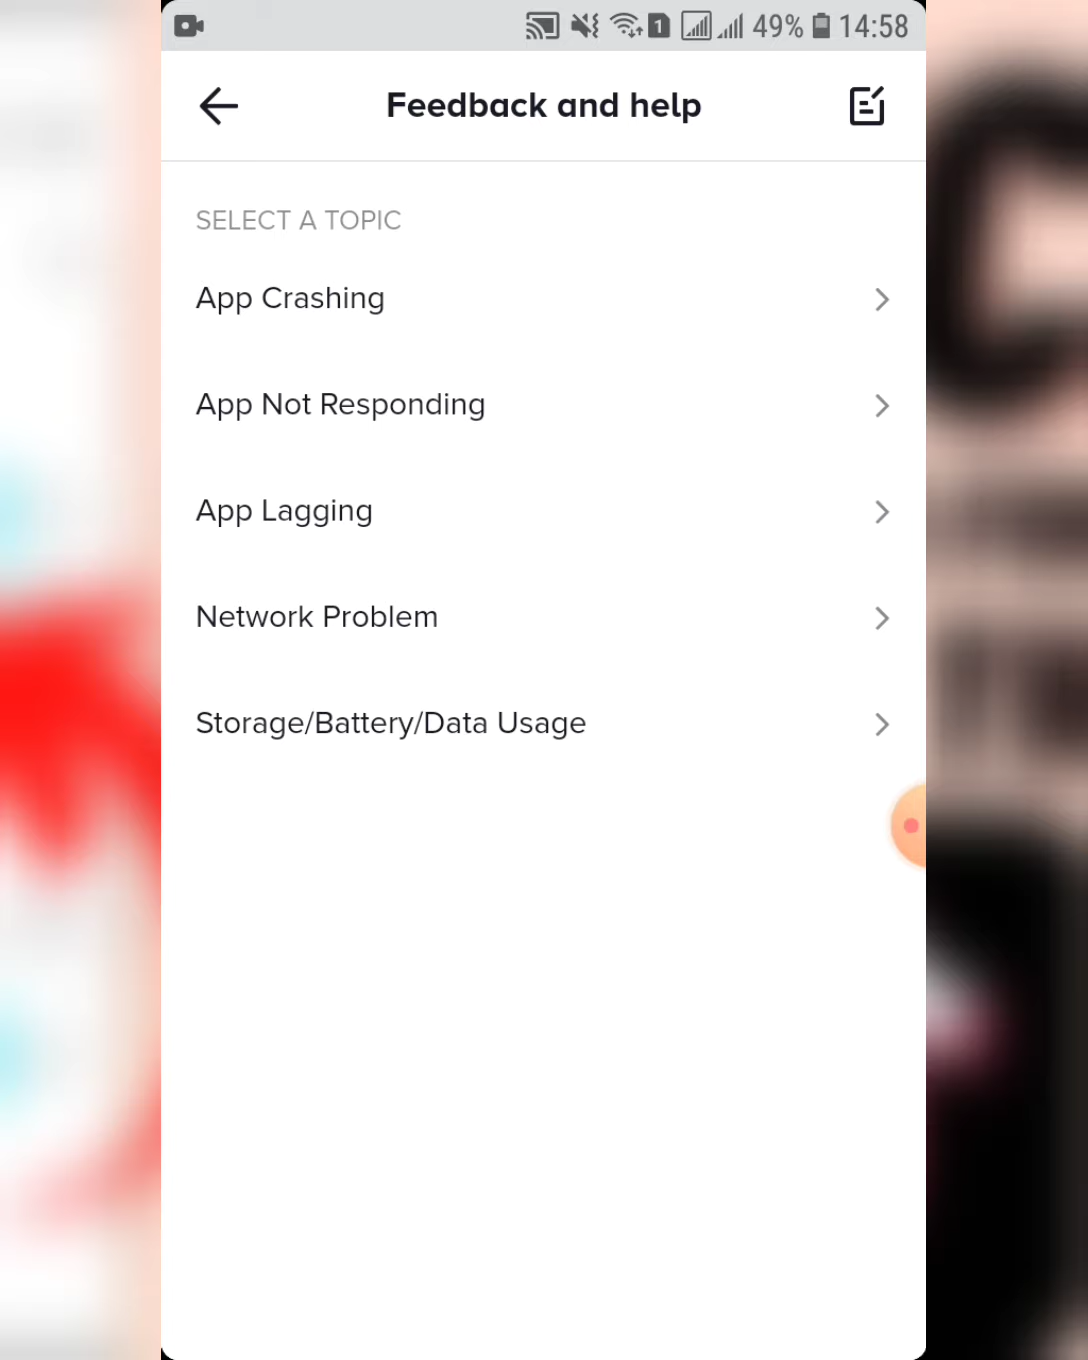 1 49% 14:58
Feedback and help
SELECT A TOPIC
App Crashing
App Not Responding
App Lagging
Network Problem
Storage/Battery/Data Usage